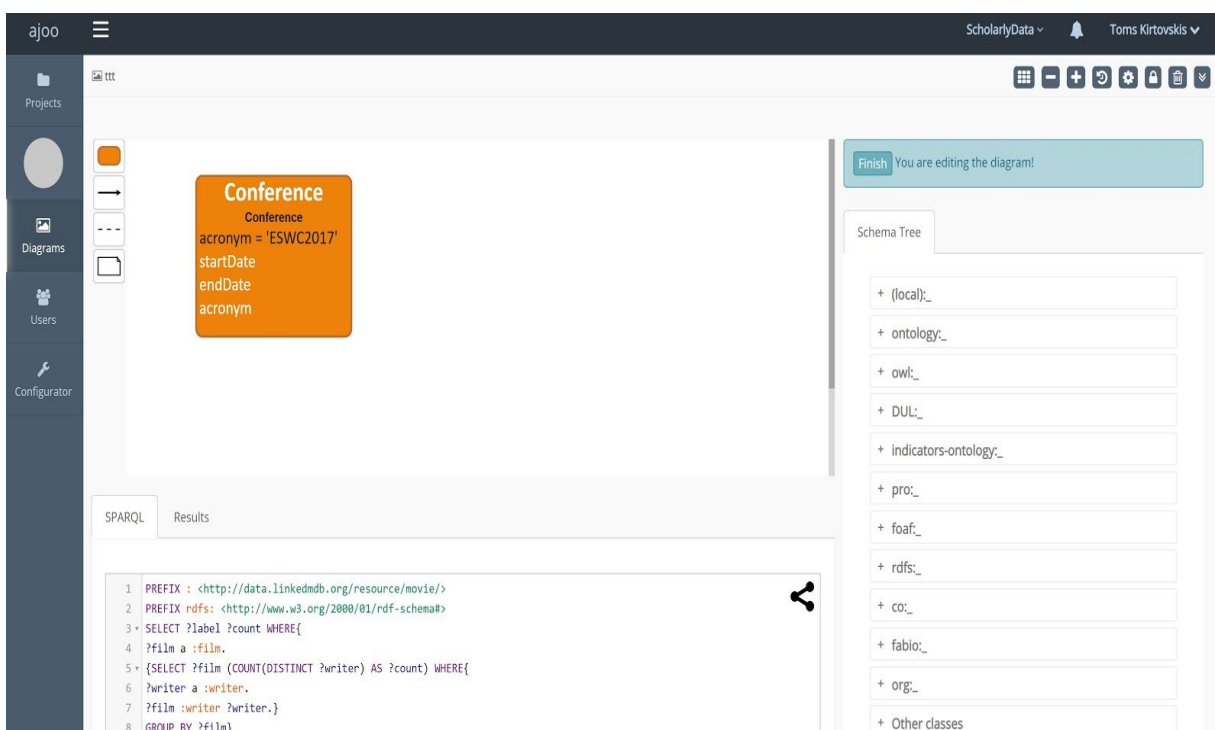 ajoo
ScholarlyData
Toms Kirtovskis
Projects
Diagrams
Users
Configurator
ttt
Conference
Conference
acronym = 'ESWC2017'
startDate
endDate
acronym
Finish You are editing the diagram!
Schema Tree
+ (local):_
+ ontology:_
+ owl:_
+ DUL:_
+ indicators-ontology:_
+ pro:_
+ foaf:_
+ rdfs:_
+ co:_
+ fabio:_
+ org:_
+ Other classes
SPARQL Results
1 PREFIX : <http://data.linkedmdb.org/resource/movie/>
2 PREFIX rdfs: <http://www.w3.org/2000/01/rdf-schema#>
3 SELECT ?label ?count WHERE{
4 ?film a :film.
5 {SELECT ?film (COUNT(DISTINCT ?writer) AS ?count) WHERE{
6 ?writer a :writer.
7 ?film :writer ?writer.}
8 GROUP BY ?film}